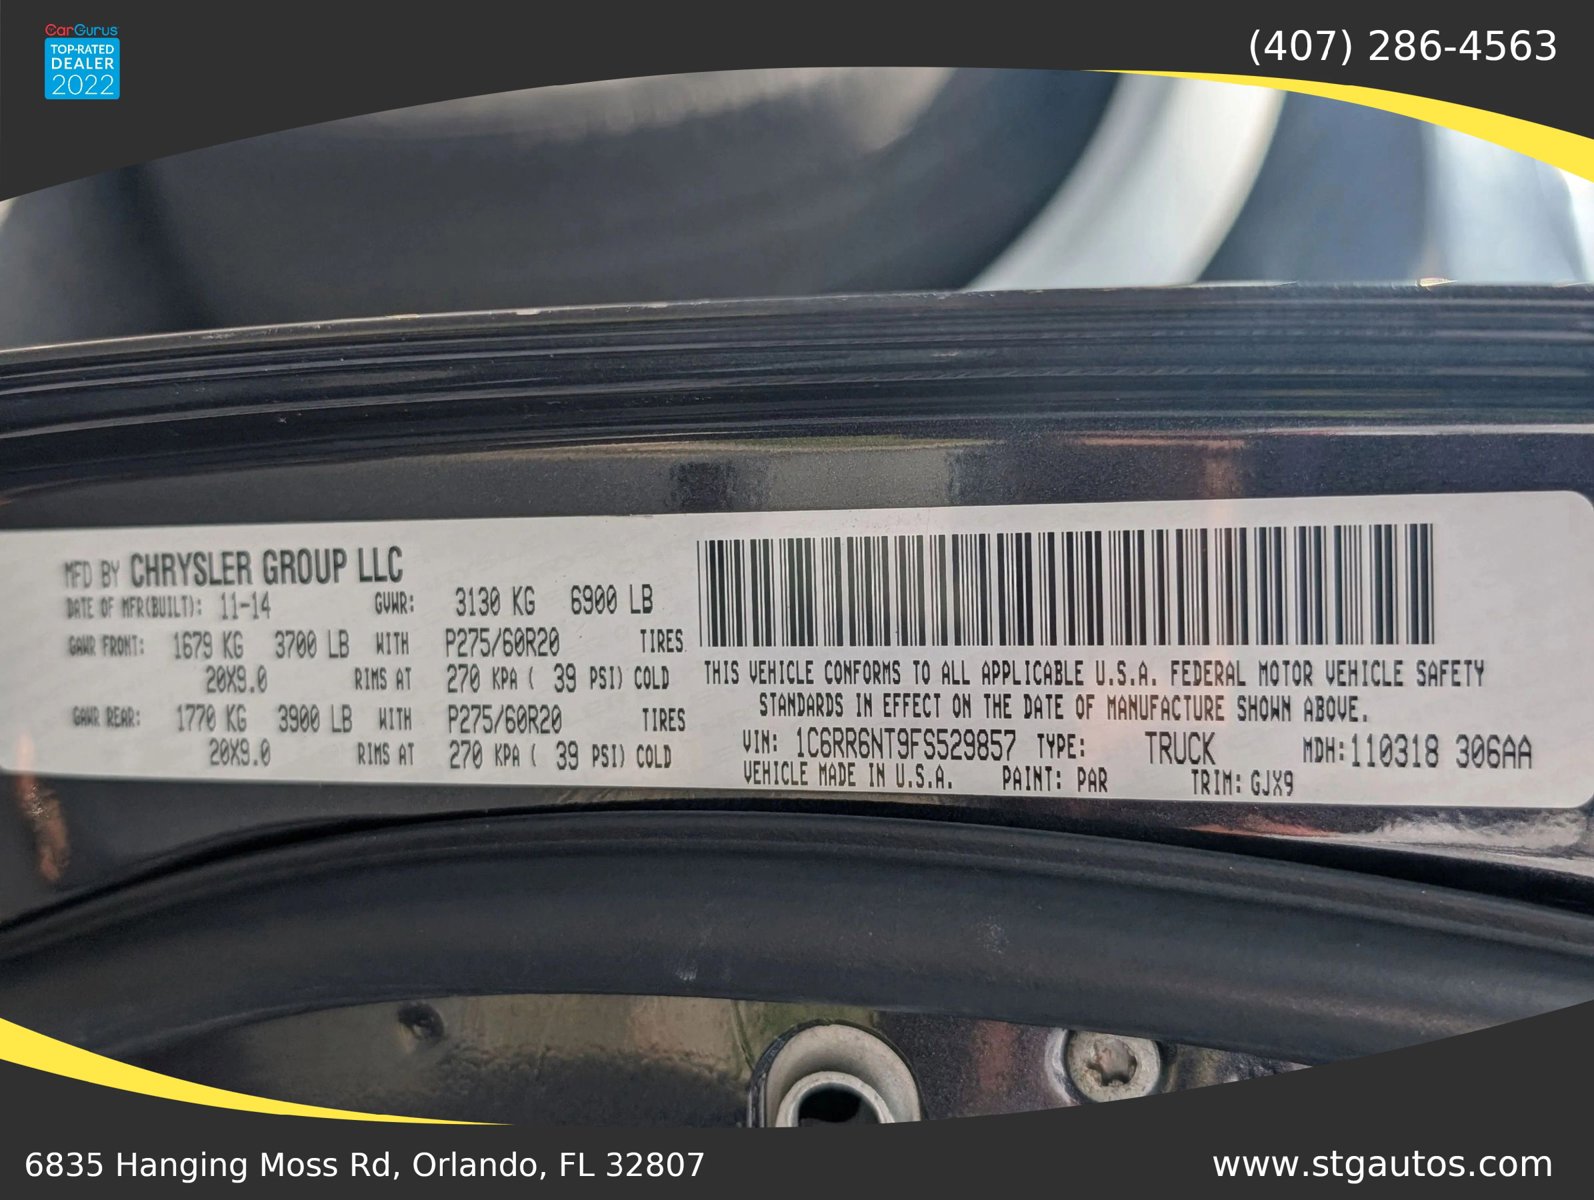 CarGurus
TOP-RATED
DEALER
2022
(407) 286-4563
MFD BY CHRYSLER GROUP LLC
DATE OF MFR(BUILT): 11-14 GVWR: 3130 KG 6900 LB
GAWR FRONT: 1679 KG 3700 LB WITH P275/60R20 TIRES
20X9.0 RIMS AT 270 KPA ( 39 PSI) COLD
GAWR REAR: 1770 KG 3900 LB WITH P275/60R20 TIRES
20X9.0 RIMS AT 270 KPA ( 39 PSI) COLD
THIS VEHICLE CONFORMS TO ALL APPLICABLE U.S.A. FEDERAL MOTOR VEHICLE SAFETY
STANDARDS IN EFFECT ON THE DATE OF MANUFACTURE SHOWN ABOVE.
VIN: 1C6RR6NT9FS529857 TYPE: TRUCK MDH:110318 306AA
VEHICLE MADE IN U.S.A. PAINT: PAR TRIM: GJX9
6835 Hanging Moss Rd, Orlando, FL 32807
www.stgautos.com